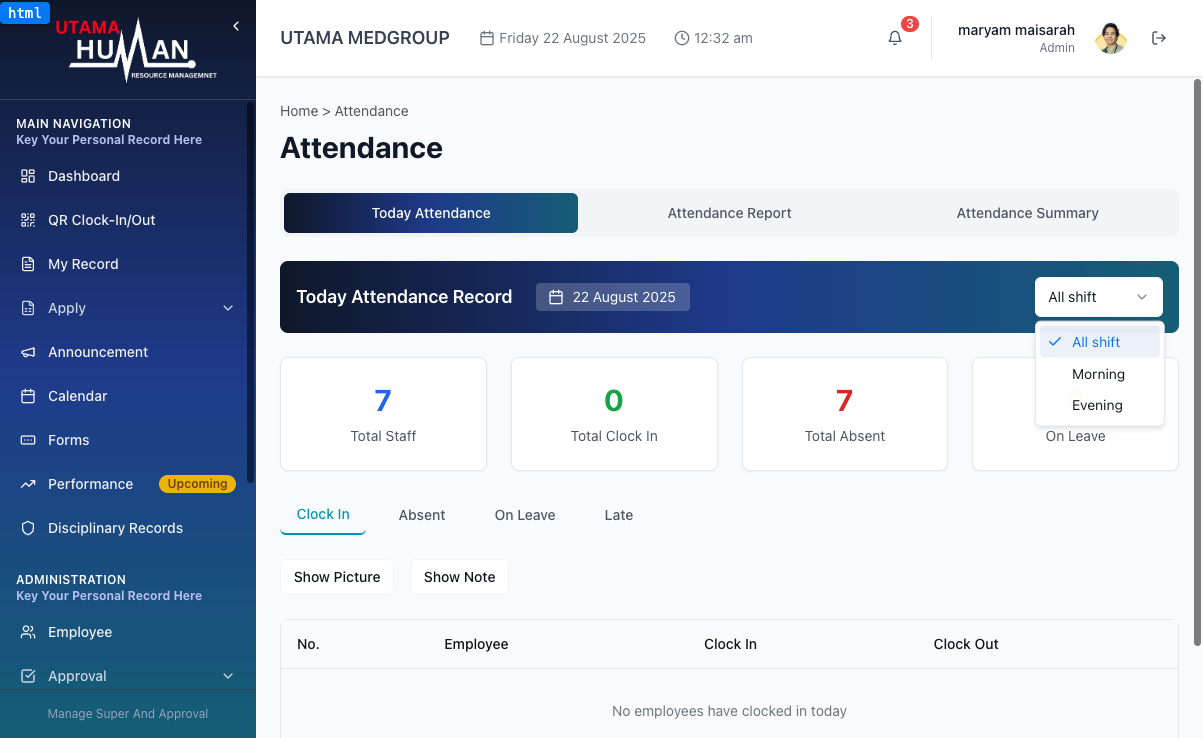 html
UTAMA
HUMAN
RESOURCE MANAGEMNET
MAIN NAVIGATION
Key Your Personal Record Here
Dashboard
QR Clock-In/Out
My Record
Apply
Announcement
Calendar
Forms
Performance Upcoming
Disciplinary Records
ADMINISTRATION
Key Your Personal Record Here
Employee
Approval
Manage Super And Approval
UTAMA MEDGROUP Friday 22 August 2025 12:32 am 3 maryam maisarah
Admin
Home > Attendance
Attendance
Today Attendance Attendance Report Attendance Summary
Today Attendance Record 22 August 2025 All shift
All shift
Morning
Evening
7 0 7
Total Staff Total Clock In Total Absent On Leave
Clock In Absent On Leave Late
Show Picture Show Note
No. Employee Clock In Clock Out
No employees have clocked in today